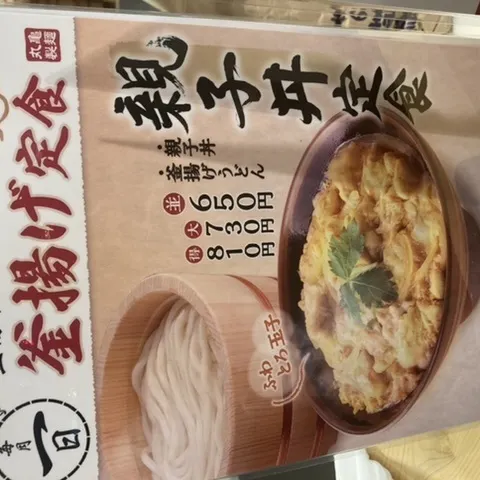 丸亀製麺
親子丼定食
・親子丼
・釜揚げうどん
並 650円
大 730円
得 810円
ふわ
とろ玉子
釜揚げ定食
毎月
一日